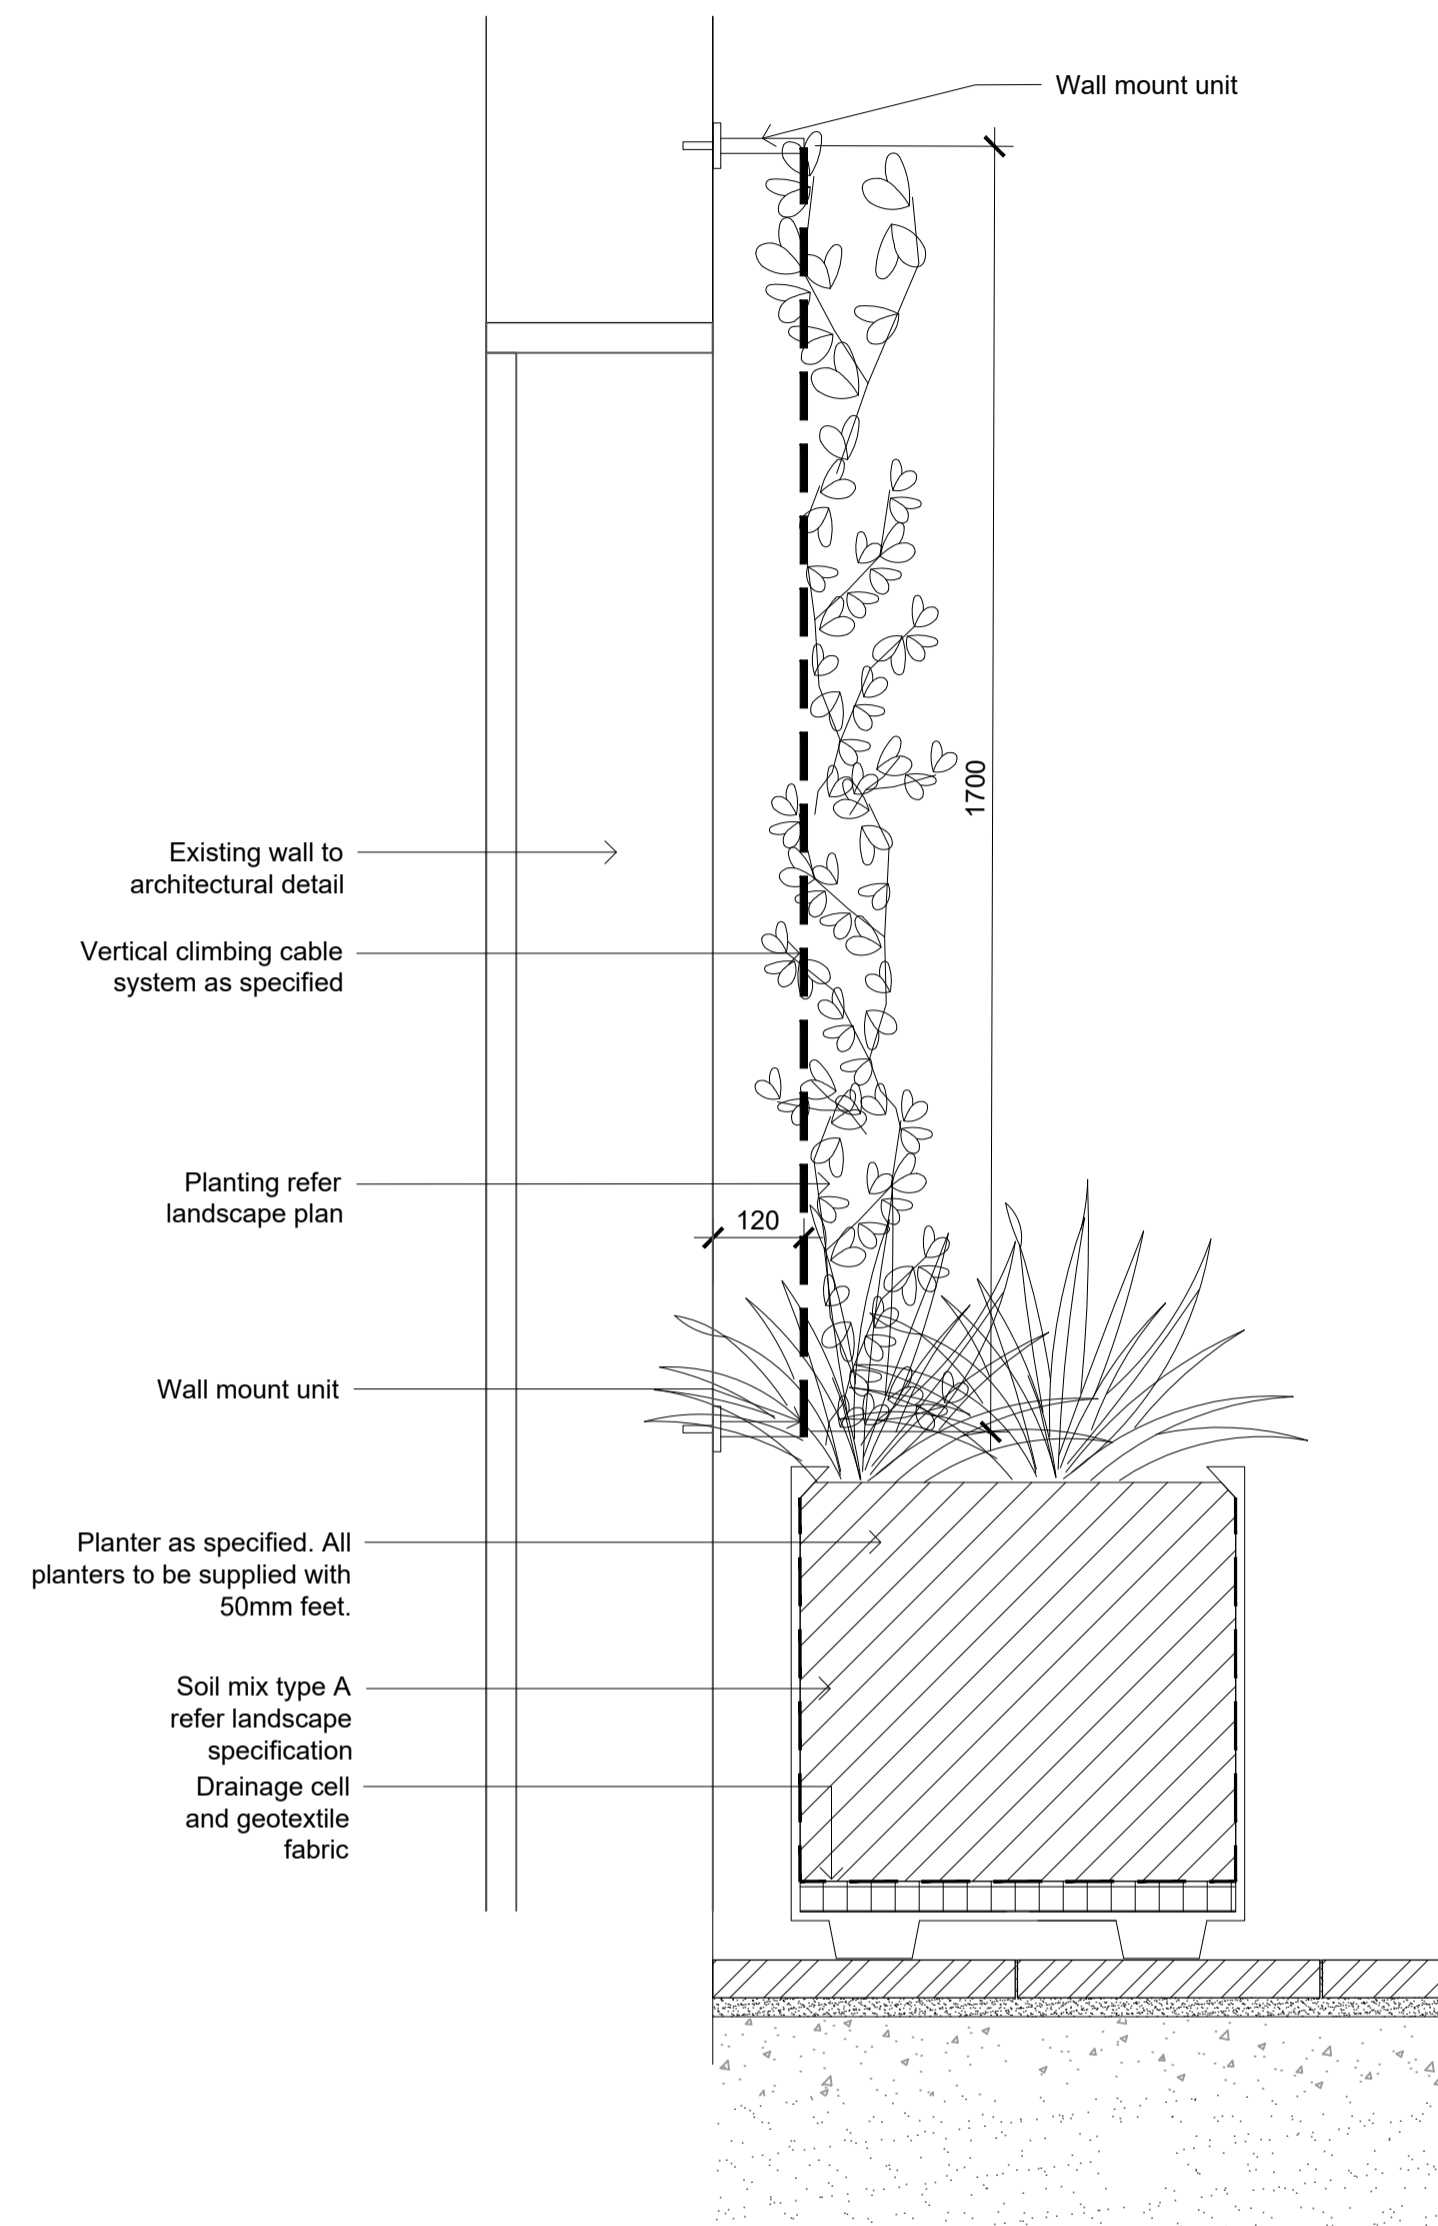 Wall mount unit
1700
Existing wall to
architectural detail
Vertical climbing cable
system as specified
Planting refer
landscape plan
120
Wall mount unit
Planter as specified. All
planters to be supplied with
50mm feet.
Soil mix type A
refer landscape
specification
Drainage cell
and geotextile
fabric